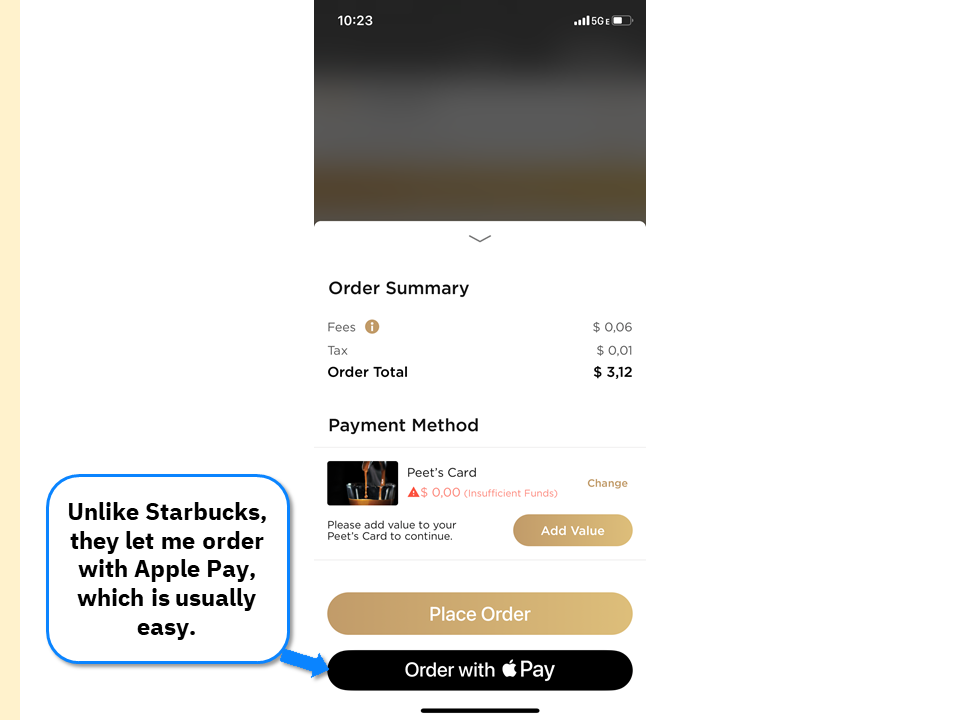 10:23
5GE
Order Summary
Fees $ 0,06
Tax $ 0,01
Order Total $ 3,12
Payment Method
Peet's Card
$ 0,00 (Insufficient Funds)
Change
Please add value to your
Peet's Card to continue.
Add Value
Place Order
Order with Pay
Unlike Starbucks,
they let me order
with Apple Pay,
which is usually
easy.